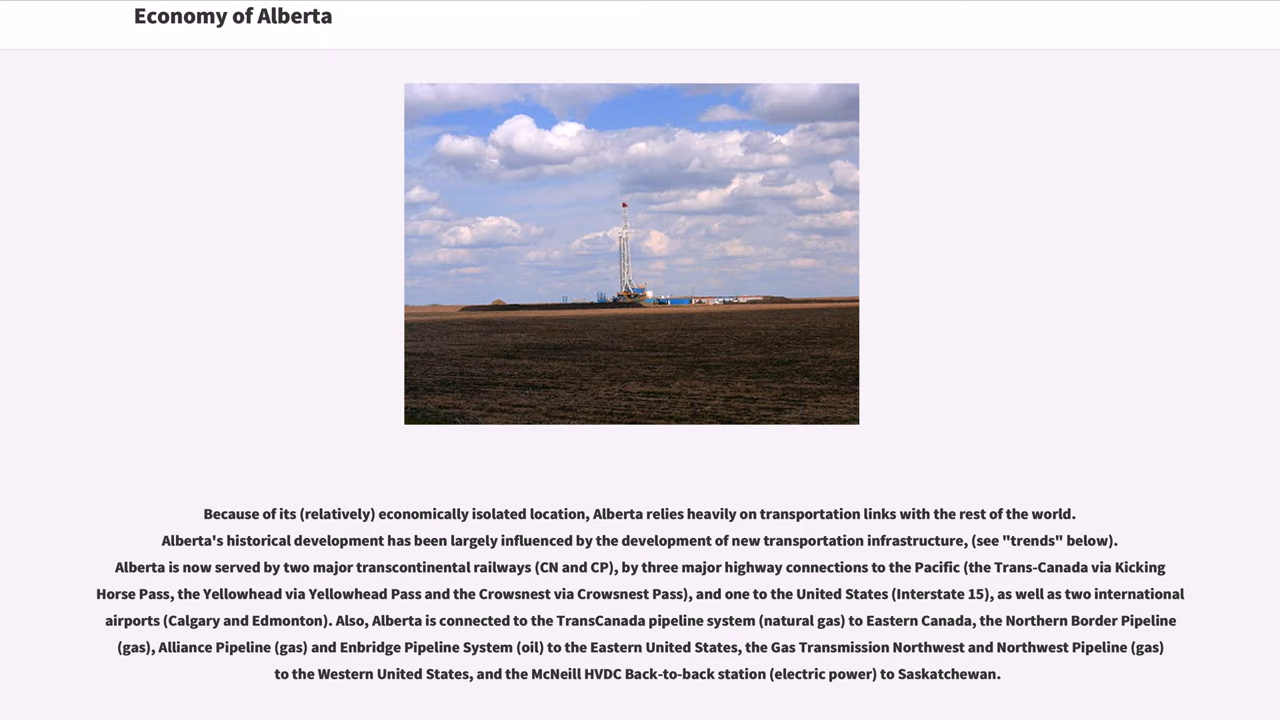 Economy of Alberta
Because of its (relatively) economically isolated location, Alberta relies heavily on transportation links with the rest of the world.
Alberta's historical development has been largely influenced by the development of new transportation infrastructure, (see "trends" below).
Alberta is now served by two major transcontinental railways (CN and CP), by three major highway connections to the Pacific (the Trans-Canada via Kicking
Horse Pass, the Yellowhead via Yellowhead Pass and the Crowsnest via Crowsnest Pass), and one to the United States (Interstate 15), as well as two international
airports (Calgary and Edmonton). Also, Alberta is connected to the TransCanada pipeline system (natural gas) to Eastern Canada, the Northern Border Pipeline
(gas), Alliance Pipeline (gas) and Enbridge Pipeline System (oil) to the Eastern United States, the Gas Transmission Northwest and Northwest Pipeline (gas)
to the Western United States, and the McNeill HVDC Back-to-back station (electric power) to Saskatchewan.